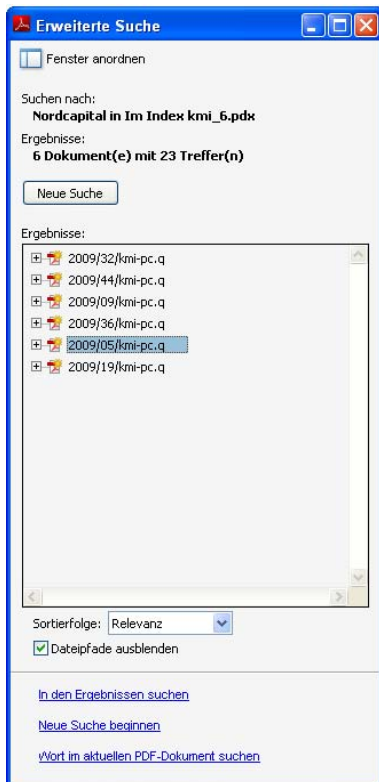 Erweiterte Suche
Fenster anordnen
Suchen nach:
Nordcapital in Im Index kmi_6.pdx
Ergebnisse:
6 Dokument(e) mit 23 Treffer(n)
Neue Suche
Ergebnisse:
2009/32/kmi-pc.q
2009/44/kmi-pc.q
2009/09/kmi-pc.q
2009/36/kmi-pc.q
2009/05/kmi-pc.q
2009/19/kmi-pc.q
Sortierfolge: Relevanz
Dateipfade ausblenden
In den Ergebnissen suchen
Neue Suche beginnen
Wort im aktuellen PDF-Dokument suchen